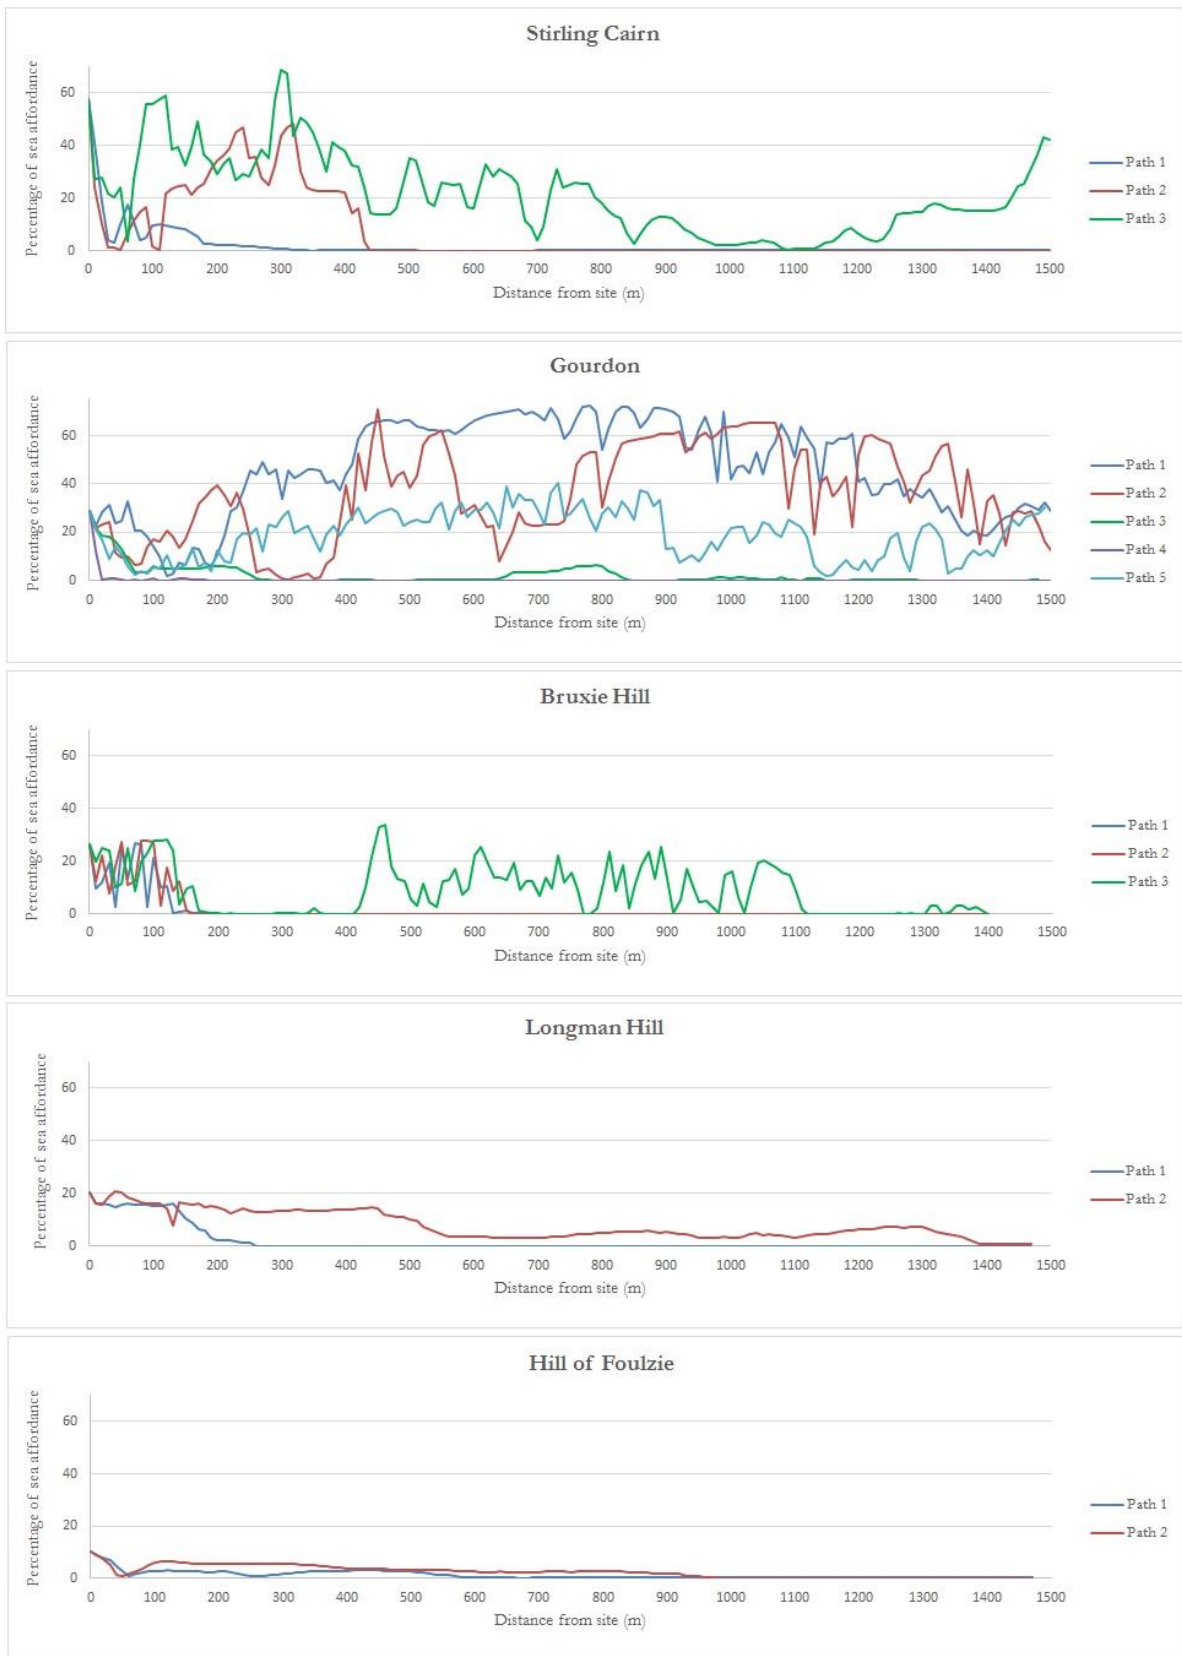 Stirling Cairn
Percentage of sea affordance
60
40
20
0
0 100 200 300 400 500 600 700 800 900 1000 1100 1200 1300 1400 1500
Distance from site (m)
Path 1
Path 2
Path 3
Gourdon
Percentage of sea affordance
60
40
20
0
0 100 200 300 400 500 600 700 800 900 1000 1100 1200 1300 1400 1500
Distance from site (m)
Path 1
Path 2
Path 3
Path 4
Path 5
Bruxie Hill
Percentage of sea affordance
60
40
20
0
0 100 200 300 400 500 600 700 800 900 1000 1100 1200 1300 1400 1500
Distance from site (m)
Path 1
Path 2
Path 3
Longman Hill
Percentage of sea affordance
60
40
20
0
0 100 200 300 400 500 600 700 800 900 1000 1100 1200 1300 1400 1500
Distance from site (m)
Path 1
Path 2
Hill of Foulzie
Percentage of sea affordance
60
40
20
0
0 100 200 300 400 500 600 700 800 900 1000 1100 1200 1300 1400 1500
Distance from site (m)
Path 1
Path 2